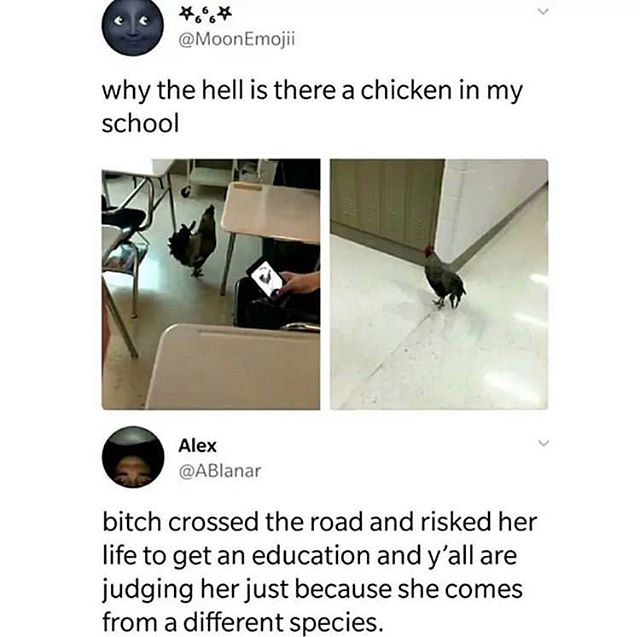 ⛧₆⁶₆⛧
@MoonEmojii
why the hell is there a chicken in my
school
Alex
@ABlanar
bitch crossed the road and risked her
life to get an education and y'all are
judging her just because she comes
from a different species.